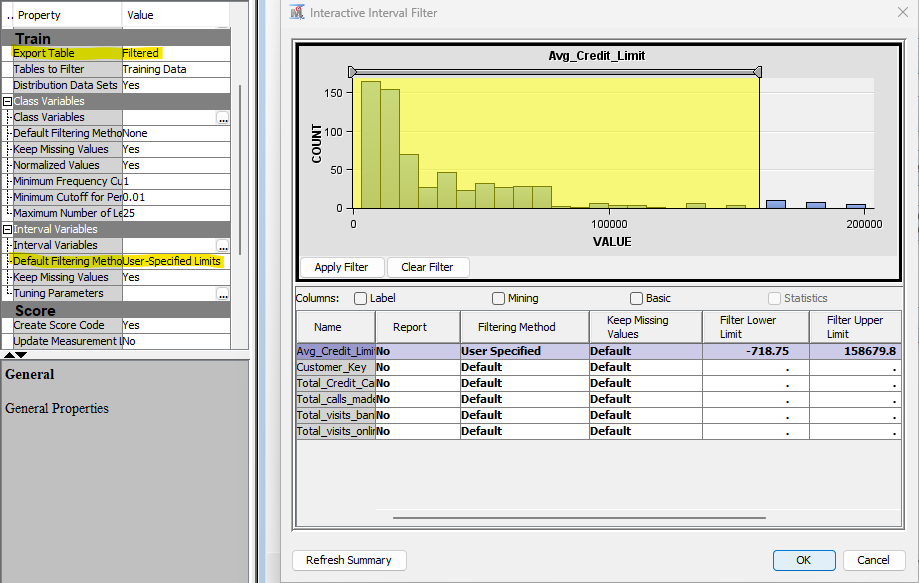 .. Property Value
Train
Export Table Filtered
Tables to Filter Training Data
Distribution Data Sets Yes
Class Variables
Class Variables ...
Default Filtering Metho None
Keep Missing Values Yes
Normalized Values Yes
Minimum Frequency Cu 1
Minimum Cutoff for Per 0.01
Maximum Number of Le 25
Interval Variables
Interval Variables ...
Default Filtering Metho User-Specified Limits
Keep Missing Values Yes
Tuning Parameters ...
Score
Create Score Code Yes
Update Measurement L No
General
General Properties
Interactive Interval Filter
Avg_Credit_Limit
COUNT
150
100
50
0
0 100000 200000
VALUE
Apply Filter Clear Filter
Columns: Label Mining Basic Statistics
Name Report Filtering Method Keep Missing Values Filter Lower Limit Filter Upper Limit
Avg_Credit_Limit No User Specified Default -718.75 158679.8
Customer_Key No Default Default . .
Total_Credit_Ca No Default Default . .
Total_calls_made No Default Default . .
Total_visits_ban No Default Default . .
Total_visits_onlin No Default Default . .
Refresh Summary OK Cancel